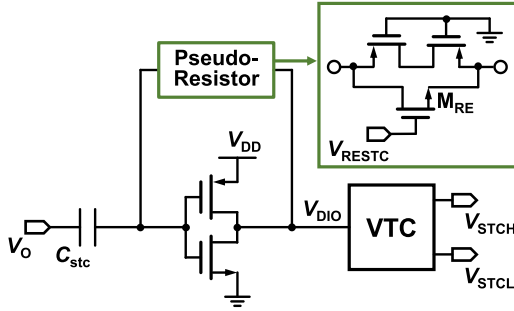 Pseudo-
Resistor
M_RE
V_RESTC
V_DD
V_DIO
VTC
V_STCH
V_O
C_stc
V_STCL